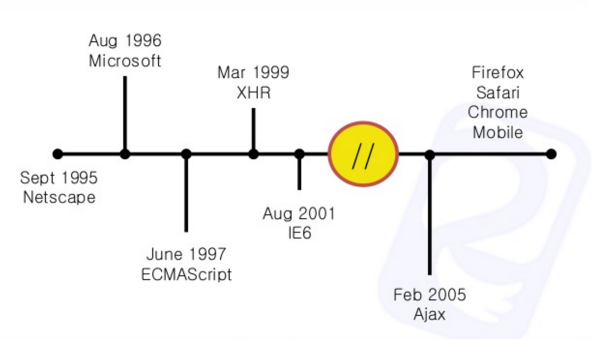 Aug 1996
Microsoft
Mar 1999
XHR
Firefox
Safari
Chrome
Mobile
//
Sept 1995
Netscape
Aug 2001
IE6
June 1997
ECMAScript
Feb 2005
Ajax